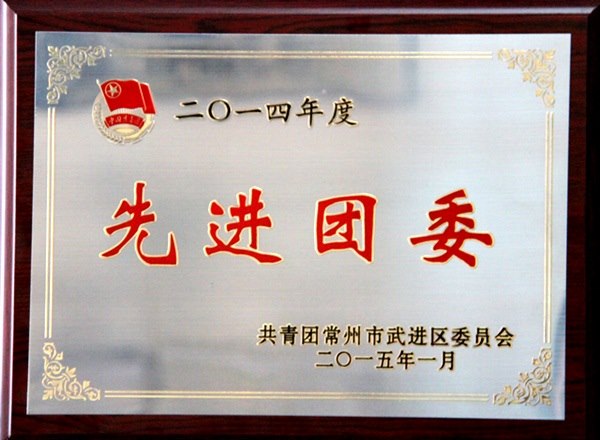 二〇一四年度
先进团委
共青团常州市武进区委员会
二〇一五年一月